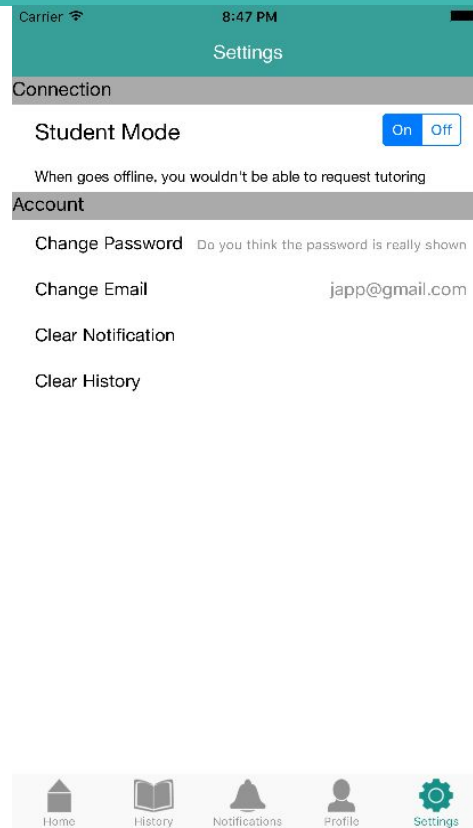 Carrier 8:47 PM
Settings
Connection
Student Mode On Off
When goes offline, you wouldn't be able to request tutoring
Account
Change Password Do you think the password is really shown
Change Email japp@gmail.com
Clear Notification
Clear History
Home History Notifications Profile Settings